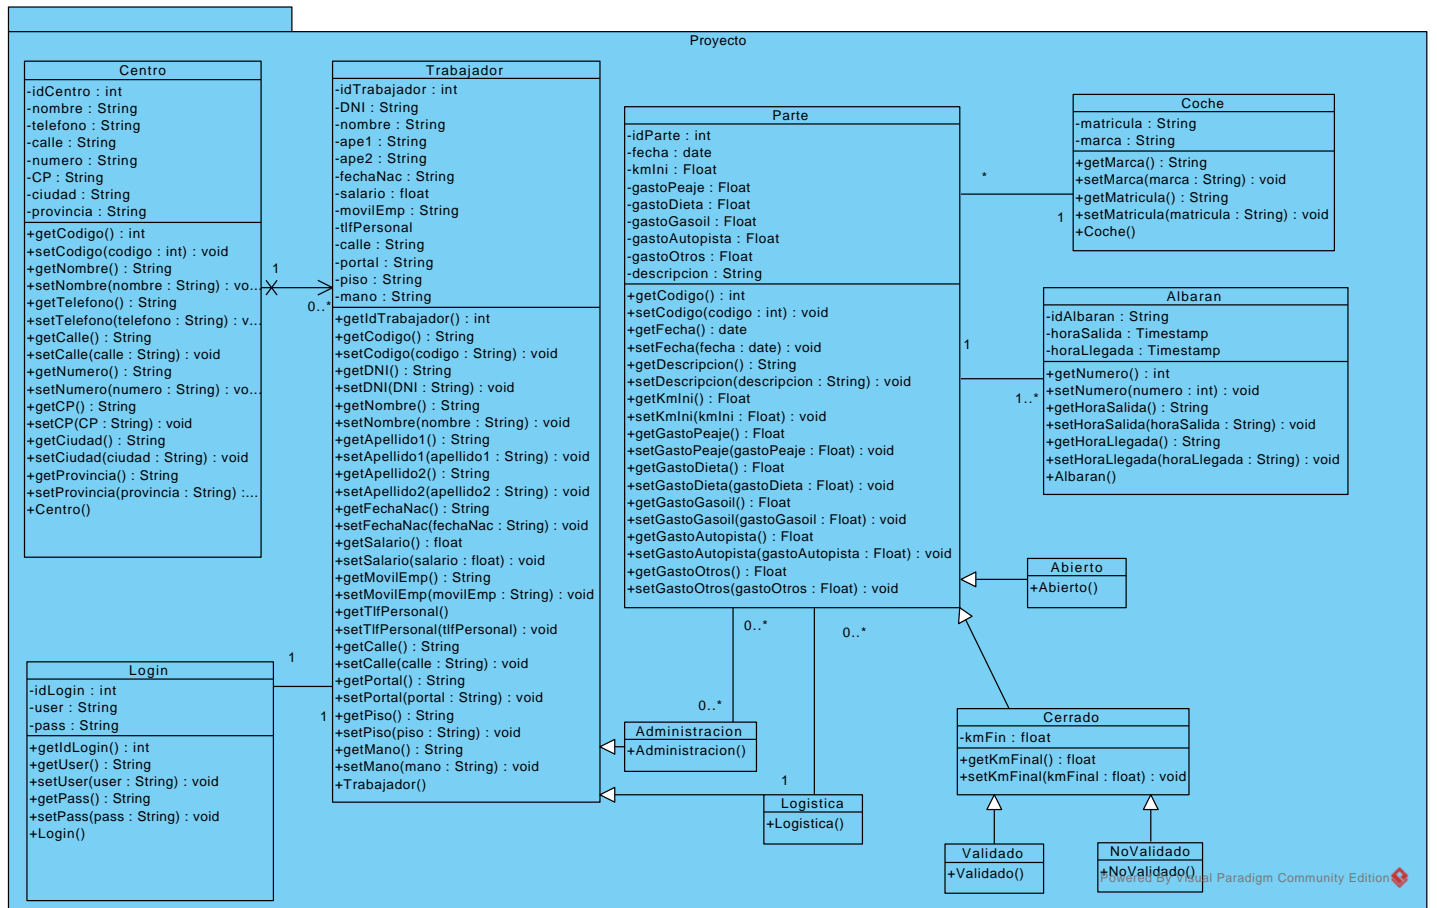 Proyecto
Centro
-idCentro : int
-nombre : String
-telefono : String
-calle : String
-numero : String
-CP : String
-ciudad : String
-provincia : String
+getCodigo() : int
+setCodigo(codigo : int) : void
+getNombre() : String
+setNombre(nombre : String) : vo...
+getTelefono() : String
+setTelefono(telefono : String) : v...
+getCalle() : String
+setCalle(calle : String) : void
+getNumero() : String
+setNumero(numero : String) : vo...
+getCP() : String
+setCP(CP : String) : void
+getCiudad() : String
+setCiudad(ciudad : String) : void
+getProvincia() : String
+setProvincia(provincia : String) :...
+Centro()
1
0..*
Trabajador
-idTrabajador : int
-DNI : String
-nombre : String
-ape1 : String
-ape2 : String
-fechaNac : String
-salario : float
-movilEmp : String
-tlfPersonal
-calle : String
-portal : String
-piso : String
-mano : String
+getIdTrabajador() : int
+getCodigo() : String
+setCodigo(codigo : String) : void
+getDNI() : String
+setDNI(DNI : String) : void
+getNombre() : String
+setNombre(nombre : String) : void
+getApellido1() : String
+setApellido1(apellido1 : String) : void
+getApellido2() : String
+setApellido2(apellido2 : String) : void
+getFechaNac() : String
+setFechaNac(fechaNac : String) : void
+getSalario() : float
+setSalario(salario : float) : void
+getMovilEmp() : String
+setMovilEmp(movilEmp : String) : void
+getTlfPersonal()
+setTlfPersonal(tlfPersonal) : void
+getCalle() : String
+setCalle(calle : String) : void
+getPortal() : String
+setPortal(portal : String) : void
+getPiso() : String
+setPiso(piso : String) : void
+getMano() : String
+setMano(mano : String) : void
+Trabajador()
Parte
-idParte : int
-fecha : date
-kmIni : Float
-gastoPeaje : Float
-gastoDieta : Float
-gastoGasoil : Float
-gastoAutopista : Float
-gastoOtros : Float
-descripcion : String
+getCodigo() : int
+setCodigo(codigo : int) : void
+getFecha() : date
+setFecha(fecha : date) : void
+getDescripcion() : String
+setDescripcion(descripcion : String) : void
+getKmIni() : Float
+setKmIni(kmIni : Float) : void
+getGastoPeaje() : Float
+setGastoPeaje(gastoPeaje : Float) : void
+getGastoDieta() : Float
+setGastoDieta(gastoDieta : Float) : void
+getGastoGasoil() : Float
+setGastoGasoil(gastoGasoil : Float) : void
+getGastoAutopista() : Float
+setGastoAutopista(gastoAutopista : Float) : void
+getGastoOtros() : Float
+setGastoOtros(gastoOtros : Float) : void
*
1
Coche
-matricula : String
-marca : String
+getMarca() : String
+setMarca(marca : String) : void
+getMatricula() : String
+setMatricula(matricula : String) : void
+Coche()
1
1..*
Albaran
-idAlbaran : String
-horaSalida : Timestamp
-horaLlegada : Timestamp
+getNumero() : int
+setNumero(numero : int) : void
+getHoraSalida() : String
+setHoraSalida(horaSalida : String) : void
+getHoraLlegada() : String
+setHoraLlegada(horaLlegada : String) : void
+Albaran()
Abierto
+Abierto()
0..*
0..*
0..*
1
1
1
Login
-idLogin : int
-user : String
-pass : String
+getIdLogin() : int
+getUser() : String
+setUser(user : String) : void
+getPass() : String
+setPass(pass : String) : void
+Login()
Administracion
+Administracion()
Logistica
+Logistica()
Cerrado
-kmFin : float
+getKmFinal() : float
+setKmFinal(kmFinal : float) : void
Validado
+Validado()
NoValidado
+NoValidado()
Powered By Visual Paradigm Community Edition